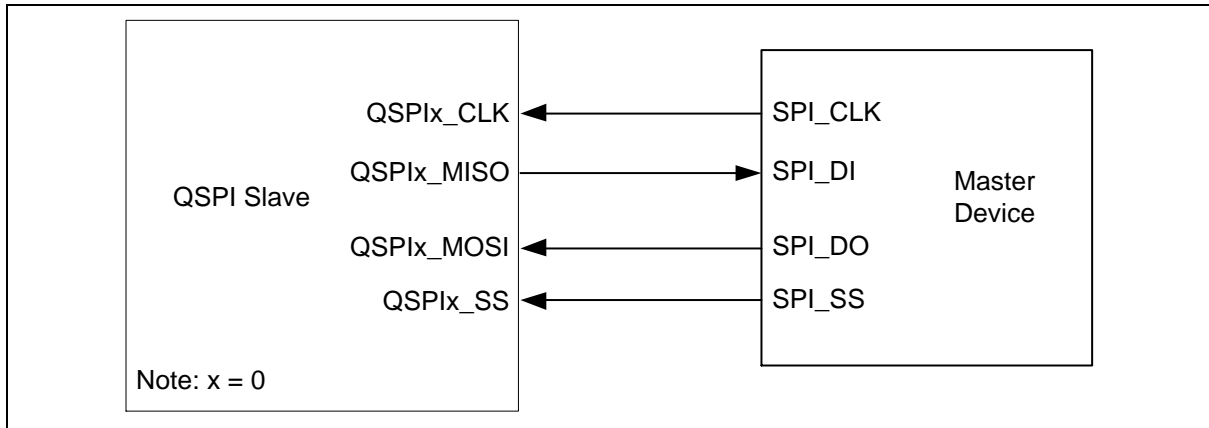 QSPIx_CLK
SPI_CLK
QSPIx_MISO
SPI_DI
QSPI Slave
Master
Device
QSPIx_MOSI
SPI_DO
QSPIx_SS
SPI_SS
Note: x = 0